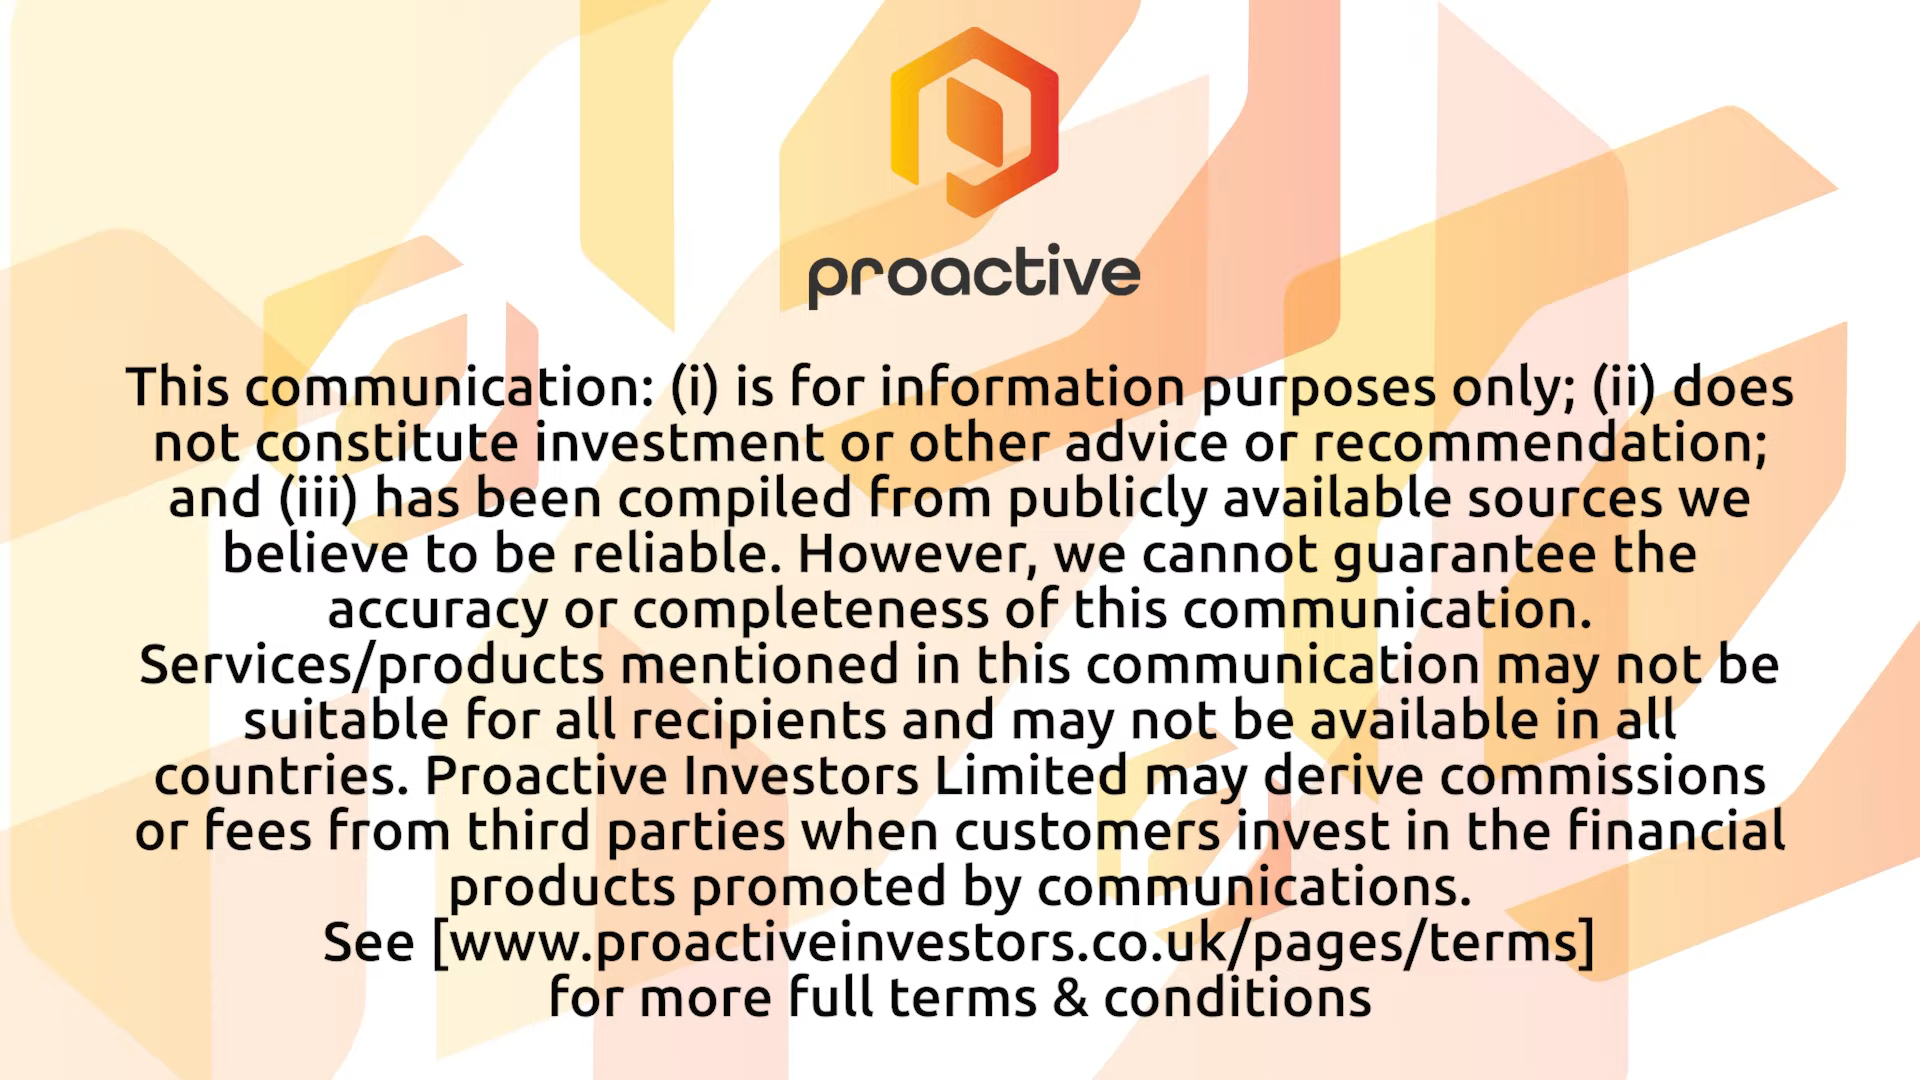 proactive
This communication: (i) is for information purposes only; (ii) does
not constitute investment or other advice or recommendation;
and (iii) has been compiled from publicly available sources we
believe to be reliable. However, we cannot guarantee the
accuracy or completeness of this communication.
Services/products mentioned in this communication may not be
suitable for all recipients and may not be available in all
countries. Proactive Investors Limited may derive commissions
or fees from third parties when customers invest in the financial
products promoted by communications.
See [www.proactiveinvestors.co.uk/pages/terms]
for more full terms & conditions